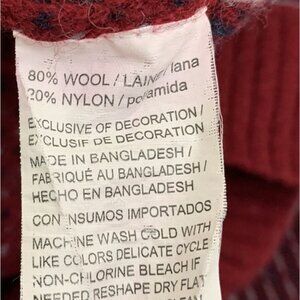 80% WOOL / LAINE / lana
20% NYLON / poliamida
EXCLUSIVE OF DECORATION /
EXCLUSIF DE DECORATION
MADE IN BANGLADESH /
FABRIQUÉ AU BANGLADESH /
HECHO EN BANGLADESH
CON INSUMOS IMPORTADOS
MACHINE WASH COLD WITH
LIKE COLORS DELICATE CYCLE
NON-CHLORINE BLEACH IF
NEEDED RESHAPE DRY FLAT